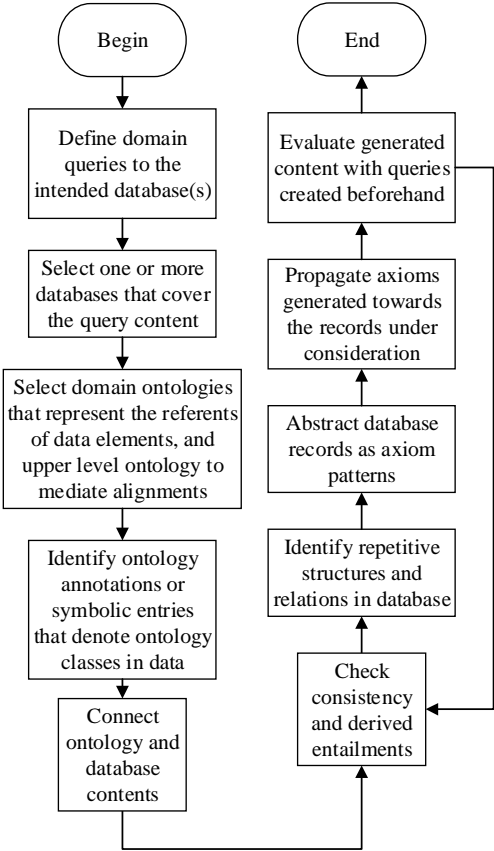 Begin
Define domain
queries to the
intended database(s)
Select one or more
databases that cover
the query content
Select domain ontologies
that represent the referents
of data elements, and
upper level ontology to
mediate alignments
Identify ontology
annotations or
symbolic entries
that denote ontology
classes in data
Connect
ontology and
database
contents
End
Evaluate generated
content with queries
created beforehand
Propagate axioms
generated towards
the records under
consideration
Abstract database
records as axiom
patterns
Identify repetitive
structures and
relations in database
Check
consistency
and derived
entailments